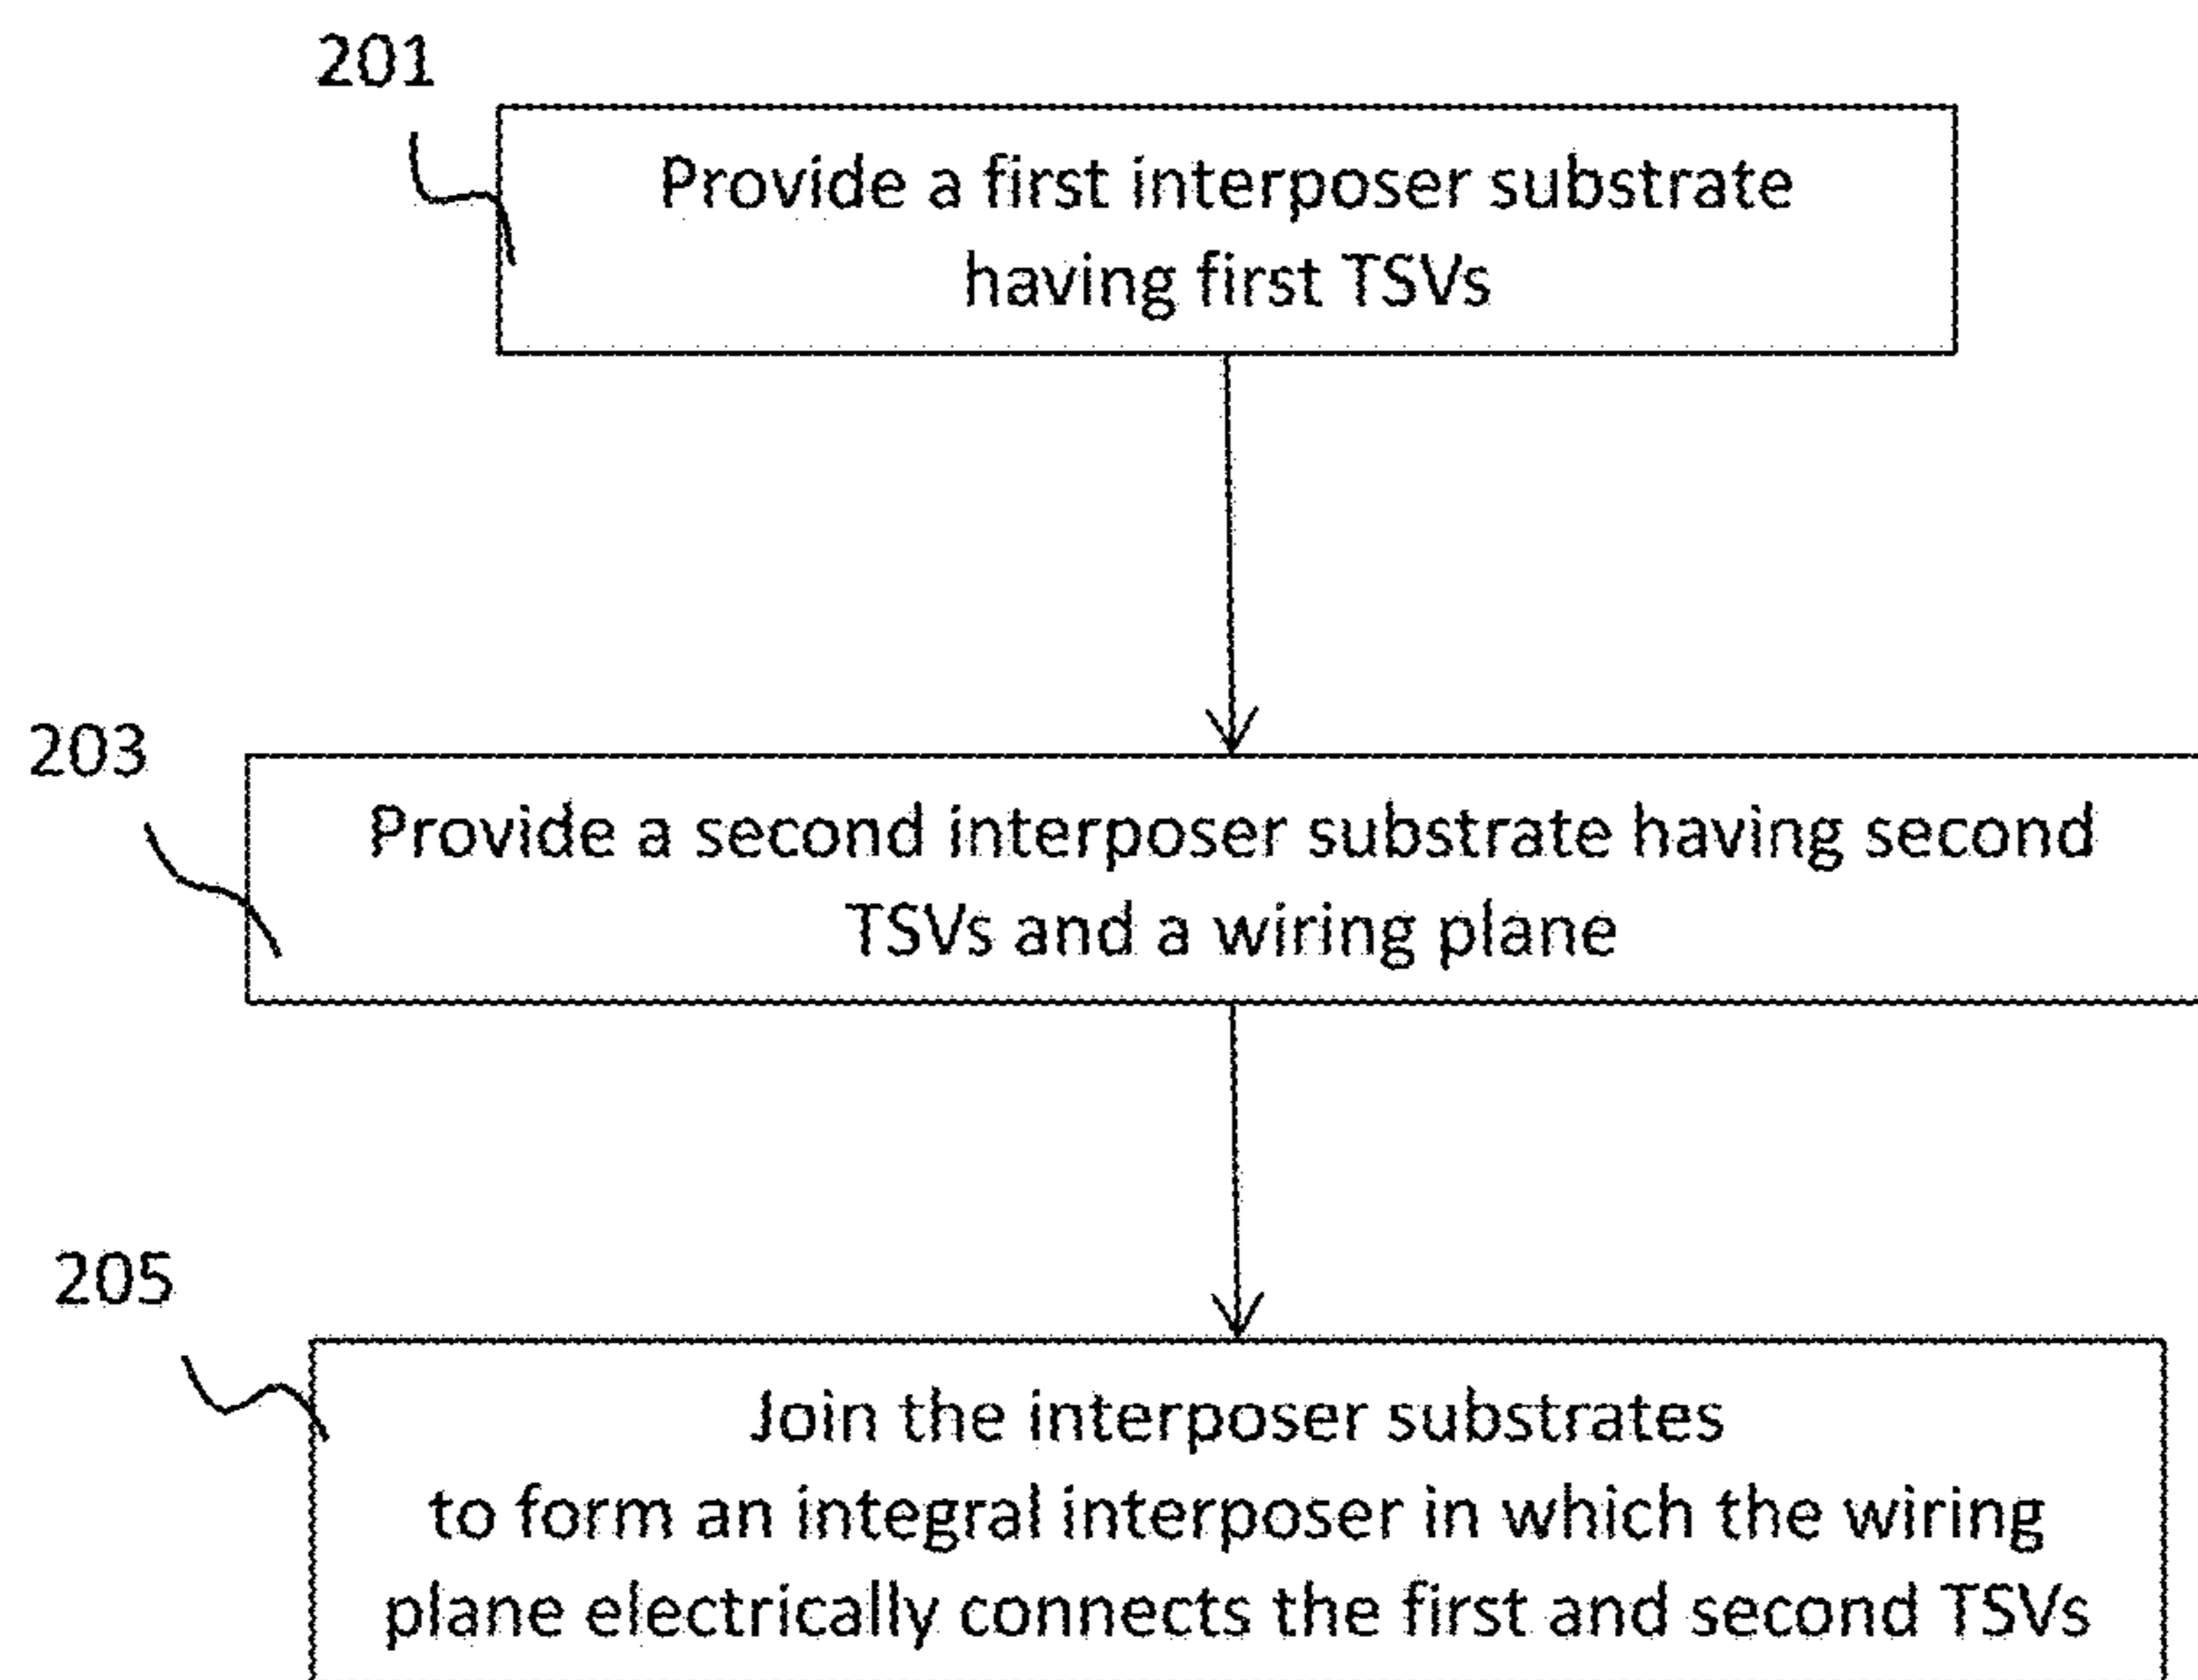 201
Provide a first interposer substrate
having first TSVs
203
Provide a second interposer substrate having second
TSVs and a wiring plane
205
Join the interposer substrates
to form an integral interposer in which the wiring
plane electrically connects the first and second TSVs